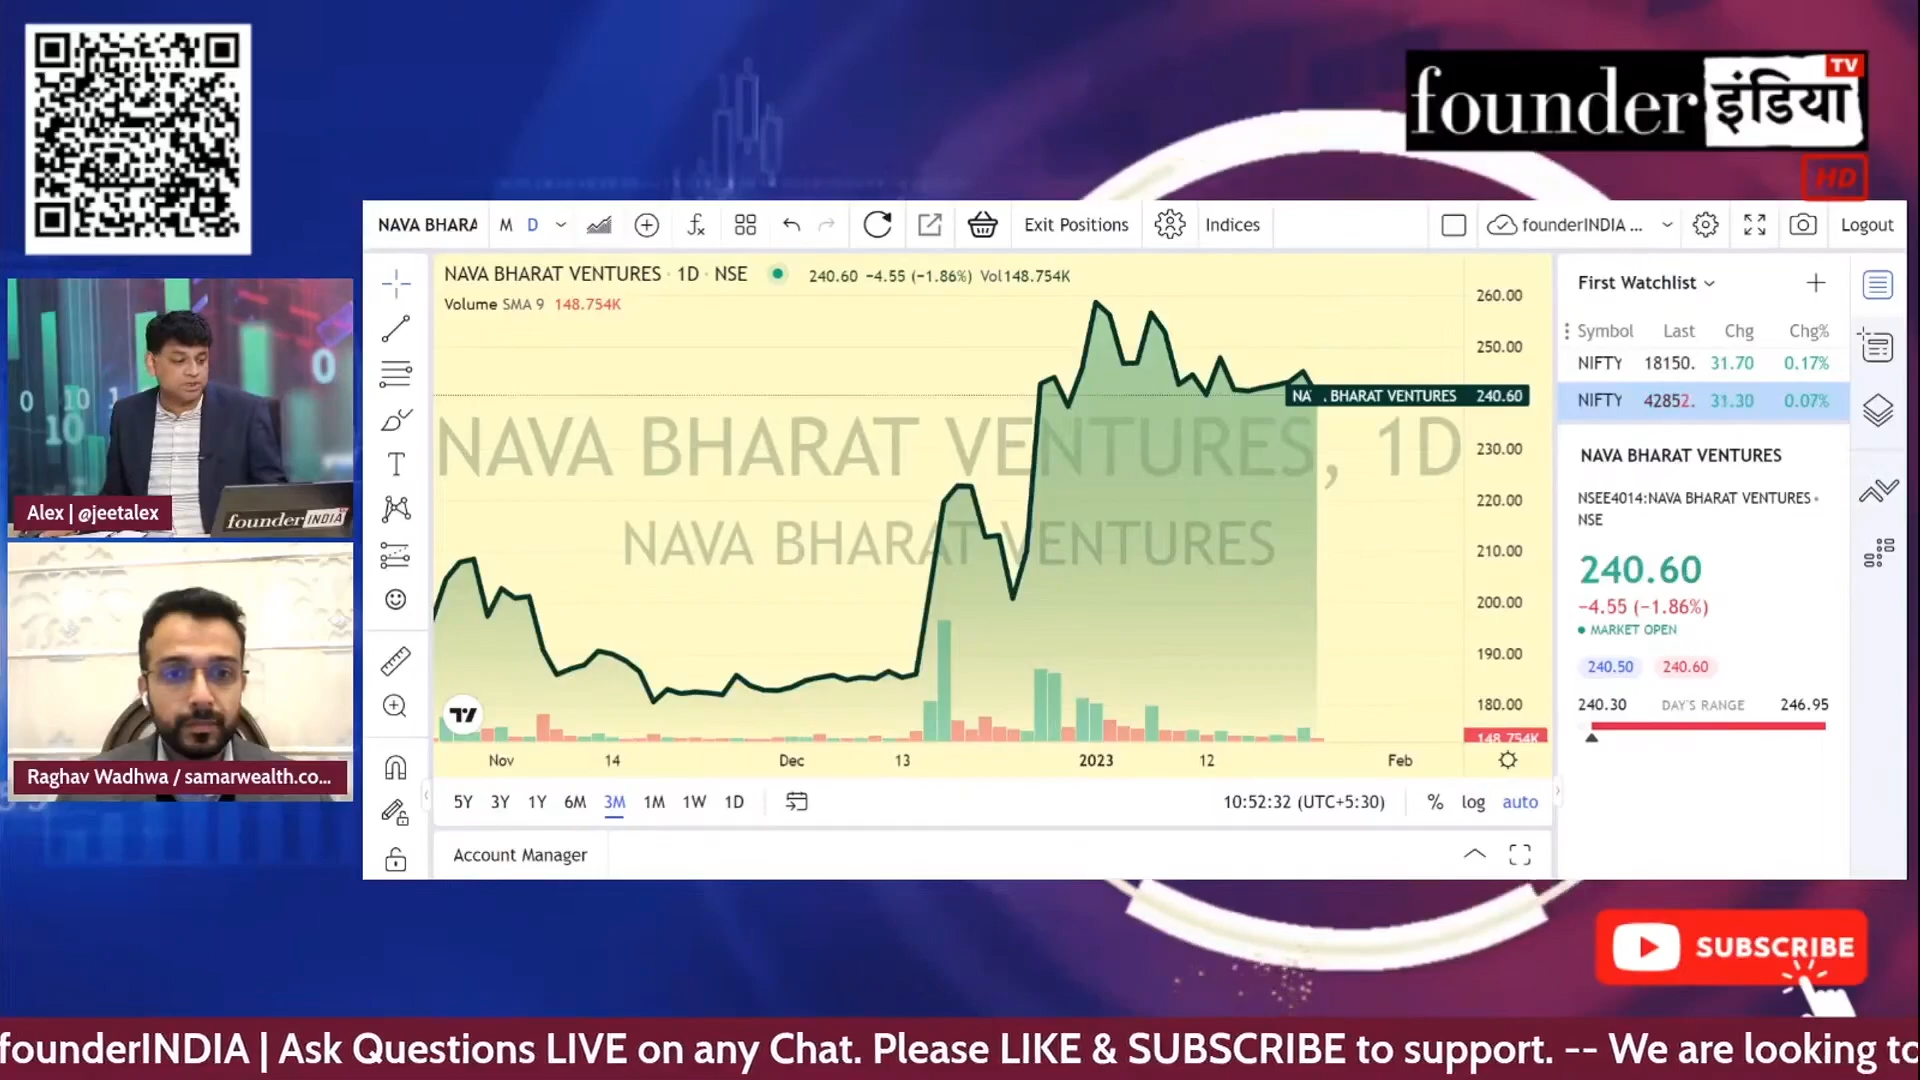 founder इंडिया TV
HD
NAVA BHARA M D Exit Positions Indices founderINDIA ... Logout
NAVA BHARAT VENTURES · 1D · NSE 240.60 −4.55 (−1.86%) Vol148.754K
Volume SMA 9 148.754K
260.00
250.00
BHARAT VENTURES 240.60
230.00
220.00
210.00
200.00
190.00
180.00
148.754K
NAVA BHARAT VENTURES, 1D
NAVA BHARAT VENTURES
Nov 14 Dec 13 2023 12 Feb
5Y 3Y 1Y 6M 3M 1M 1W 1D 10:52:32 (UTC+5:30) % log auto
Account Manager
First Watchlist
Symbol Last Chg Chg%
NIFTY 18150. 31.70 0.17%
NIFTY 42852. 31.30 0.07%
NAVA BHARAT VENTURES
NSEE4014:NAVA BHARAT VENTURES •
NSE
240.60
−4.55 (−1.86%)
• MARKET OPEN
240.50 240.60
240.30 DAY'S RANGE 246.95
0 10 1 0
10
founder INDIA
Alex | @jeetalex
Raghav Wadhwa / samarwealth.co...
SUBSCRIBE
founderINDIA | Ask Questions LIVE on any Chat. Please LIKE & SUBSCRIBE to support. -- We are looking to